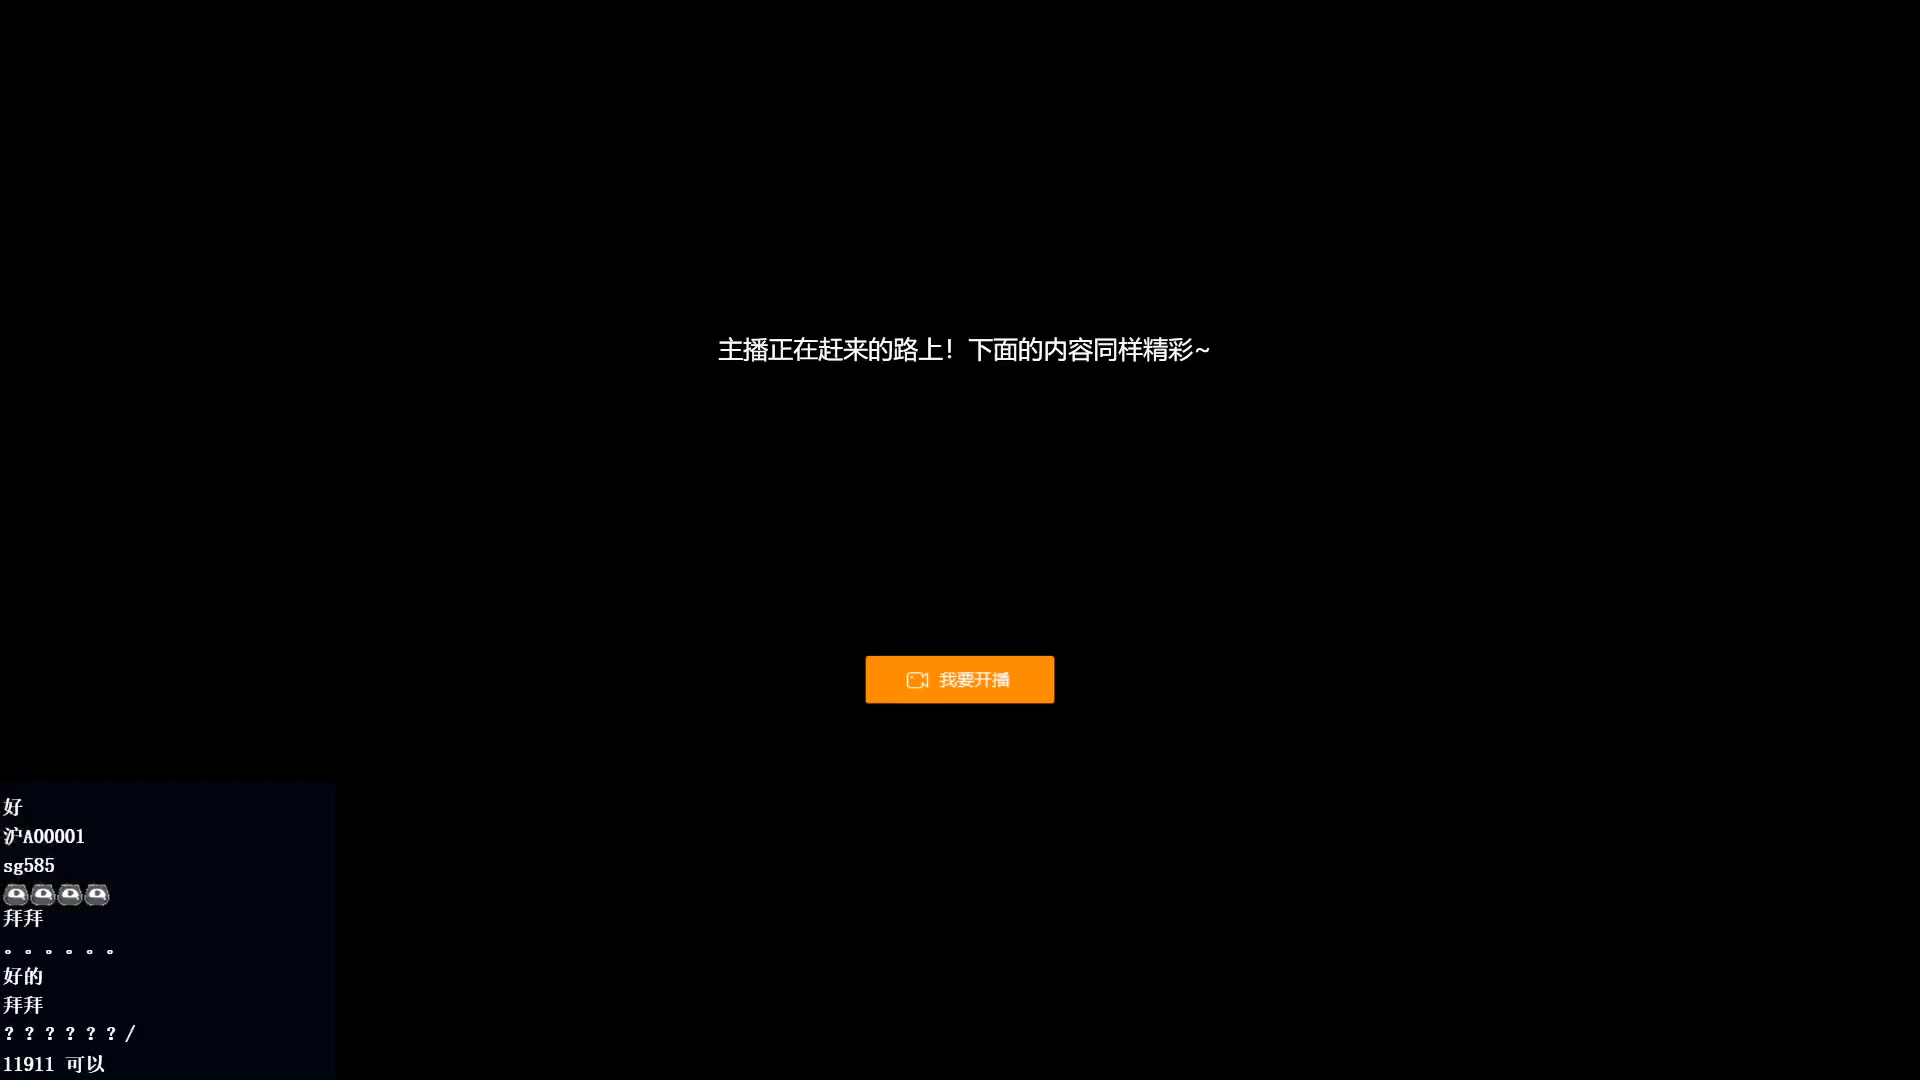 主播正在赶来的路上！下面的内容同样精彩~
我要开播
好
沪A00001
sg585
拜拜
。。。。。。
好的
拜拜
？？？？？？/
11911 可以